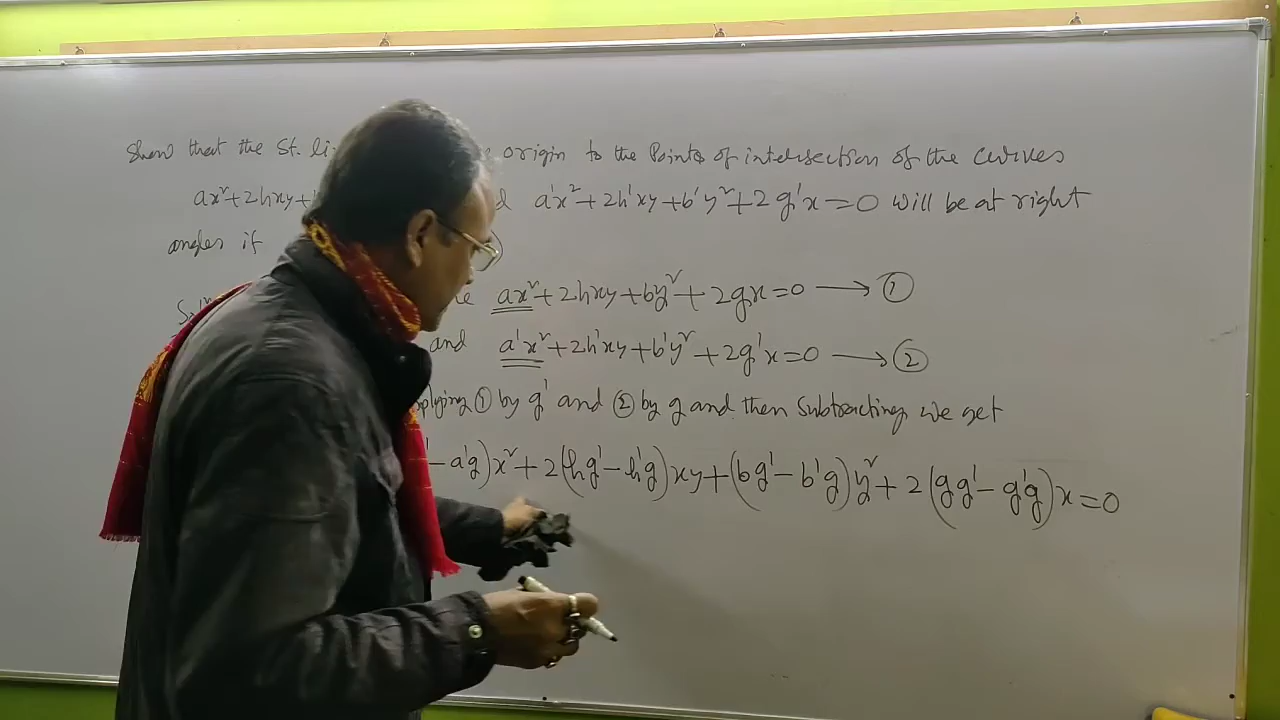 Show that the St. origin to the Points of intersection of the curves
ax²+2hxy+ a'x²+2h'xy+b'y²+2g'x=0 will be at right
angles if
ax²+2hxy+by²+2gx=0 → ①
and a'x²+2h'xy+b'y²+2g'x=0 → ②
① by g' and ② by g and then Subtracting, we get
-a'g)x²+2(hg'-h'g)xy+(bg'-b'g)y²+2(gg'-g'g)x=0